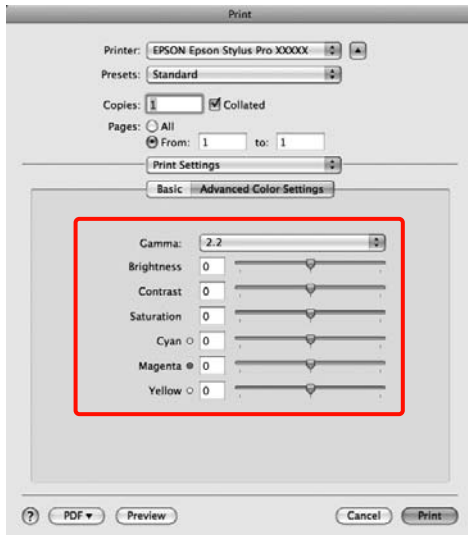 Print
Printer: EPSON Epson Stylus Pro XXXXX
Presets: Standard
Copies: 1 Collated
Pages: All
From: 1 to: 1
Print Settings
Basic Advanced Color Settings
Gamma: 2.2
Brightness 0
Contrast 0
Saturation 0
Cyan 0
Magenta 0
Yellow 0
? PDF Preview Cancel Print